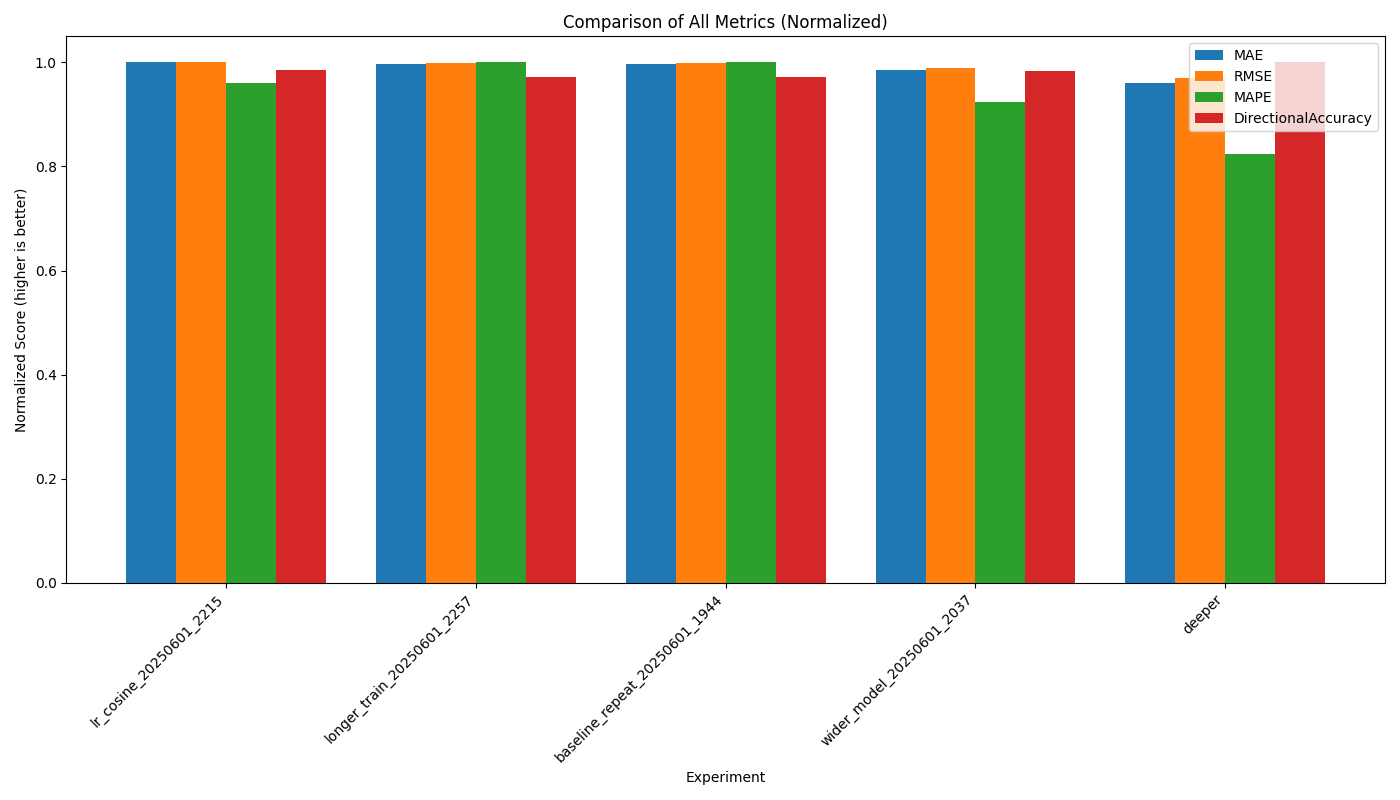 Comparison of All Metrics (Normalized)
Normalized Score (higher is better)
1.0
0.8
0.6
0.4
0.2
0.0
MAE
RMSE
MAPE
DirectionalAccuracy
lr_cosine_20250601_2215
longer_train_20250601_2257
baseline_repeat_20250601_1944
wider_model_20250601_2037
deeper
Experiment